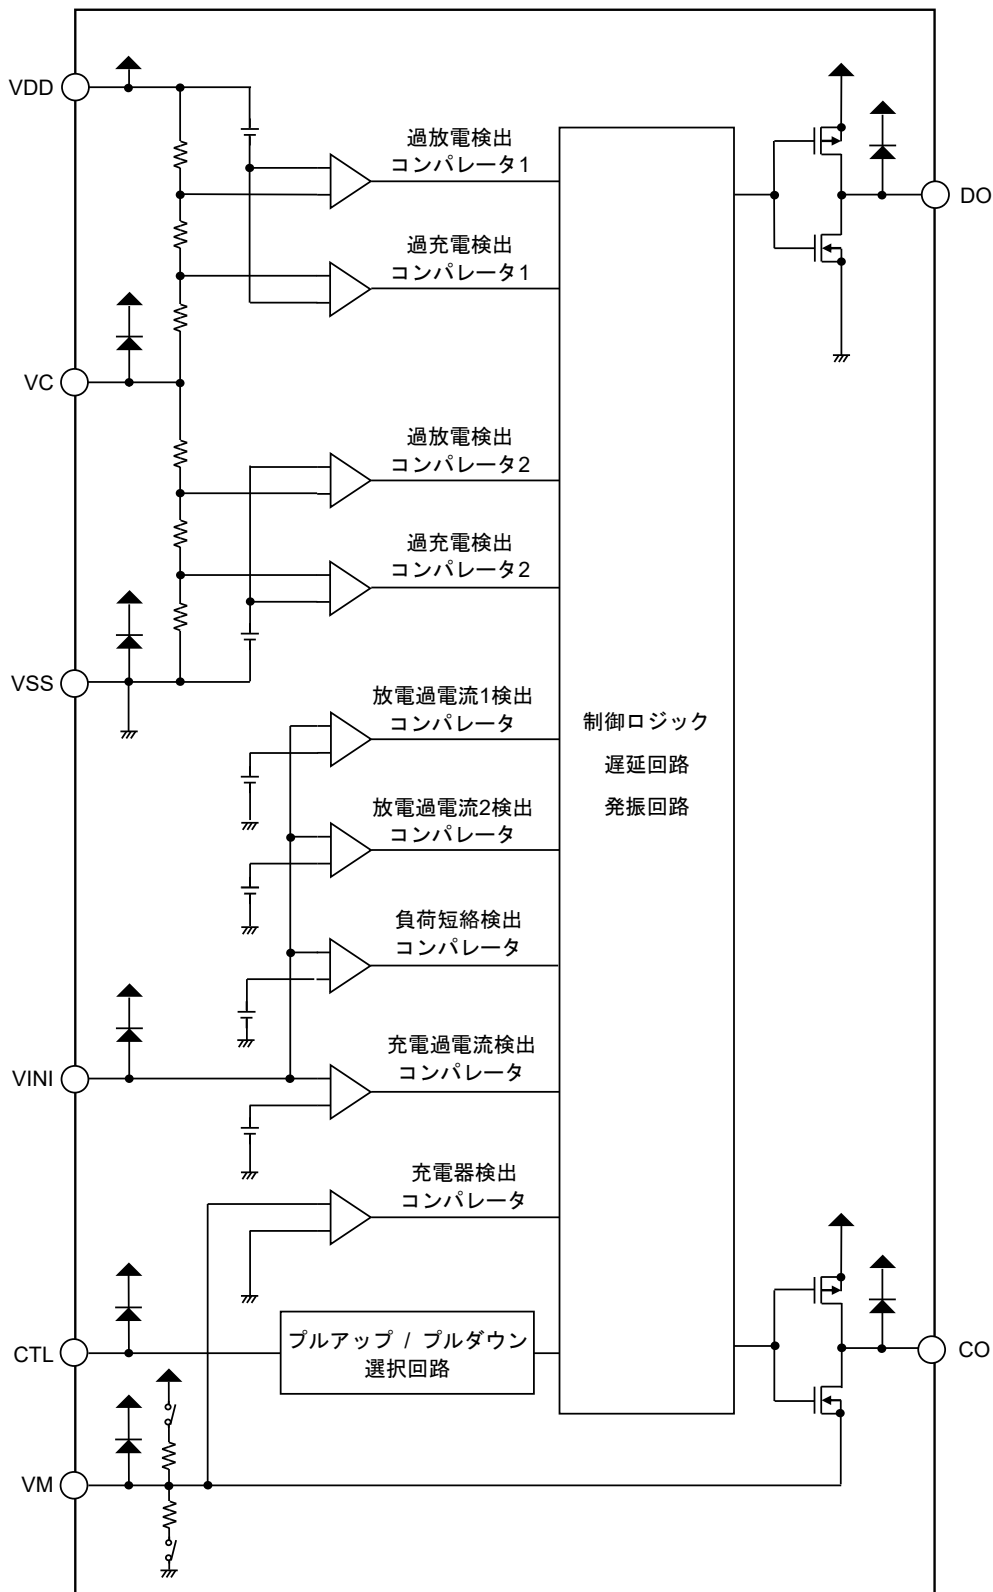 VDD
過放電検出
コンパレータ1
DO
過充電検出
コンパレータ1
VC
過放電検出
コンパレータ2
過充電検出
コンパレータ2
VSS
放電過電流1検出
コンパレータ
制御ロジック
遅延回路
発振回路
放電過電流2検出
コンパレータ
負荷短絡検出
コンパレータ
VINI
充電過電流検出
コンパレータ
充電器検出
コンパレータ
CTL
プルアップ / プルダウン
選択回路
CO
VM